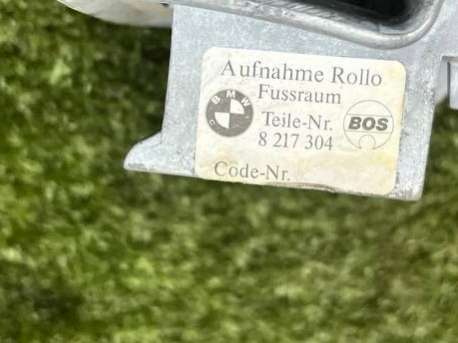 Aufnahme Rollo
Fussraum
BMW
Teile-Nr.
BOS
8 217 304
Code-Nr.